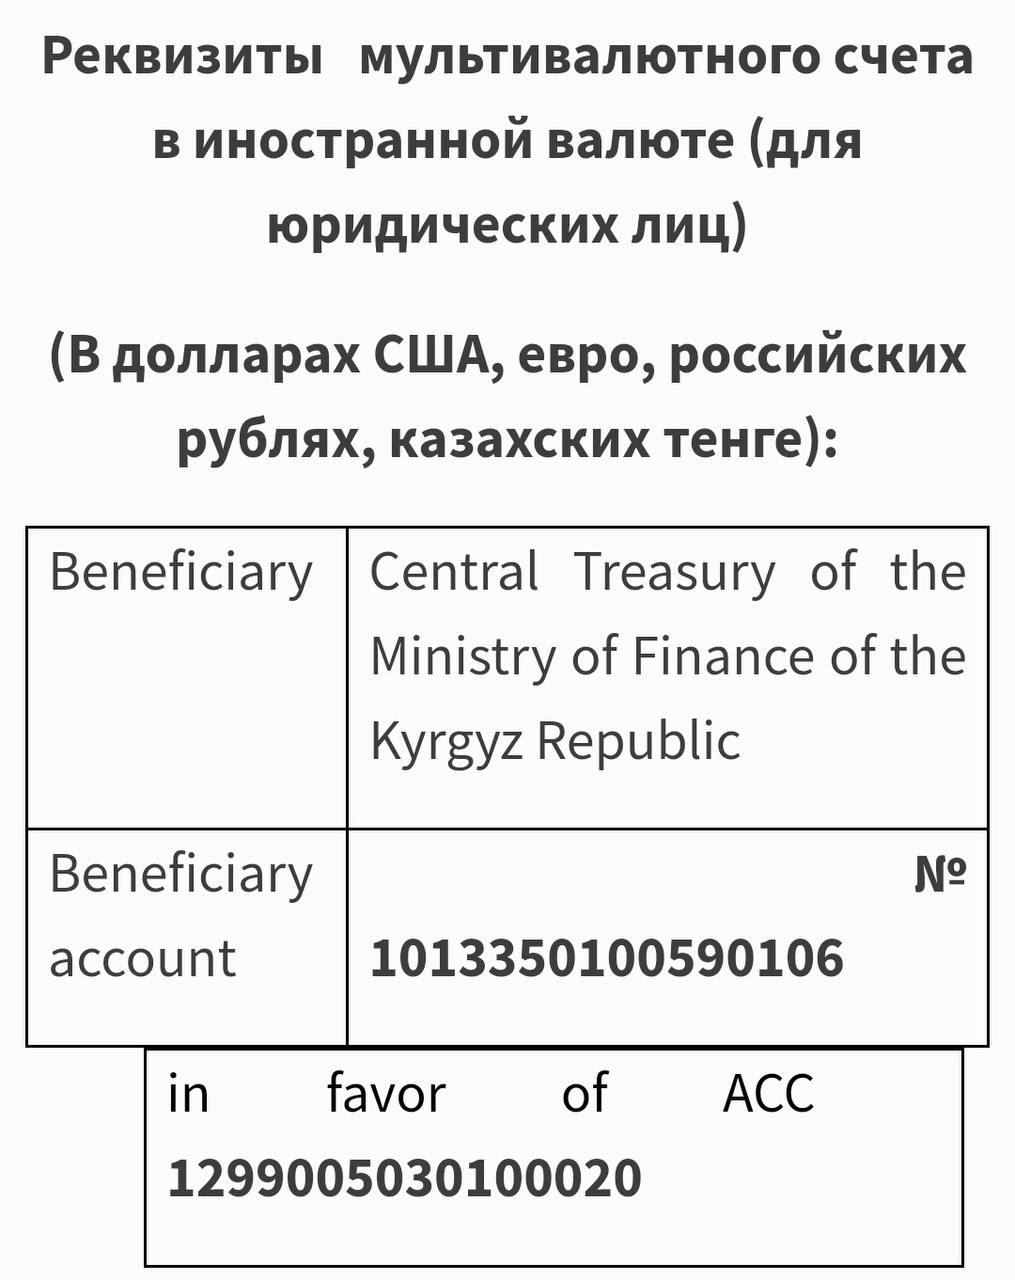 Реквизиты мультивалютного счета
в иностранной валюте (для
юридических лиц)
(В долларах США, евро, российских
рублях, казахских тенге):
Beneficiary
Central Treasury of the
Ministry of Finance of the
Kyrgyz Republic
Beneficiary
account
№
1013350100590106
in favor of ACC
1299005030100020